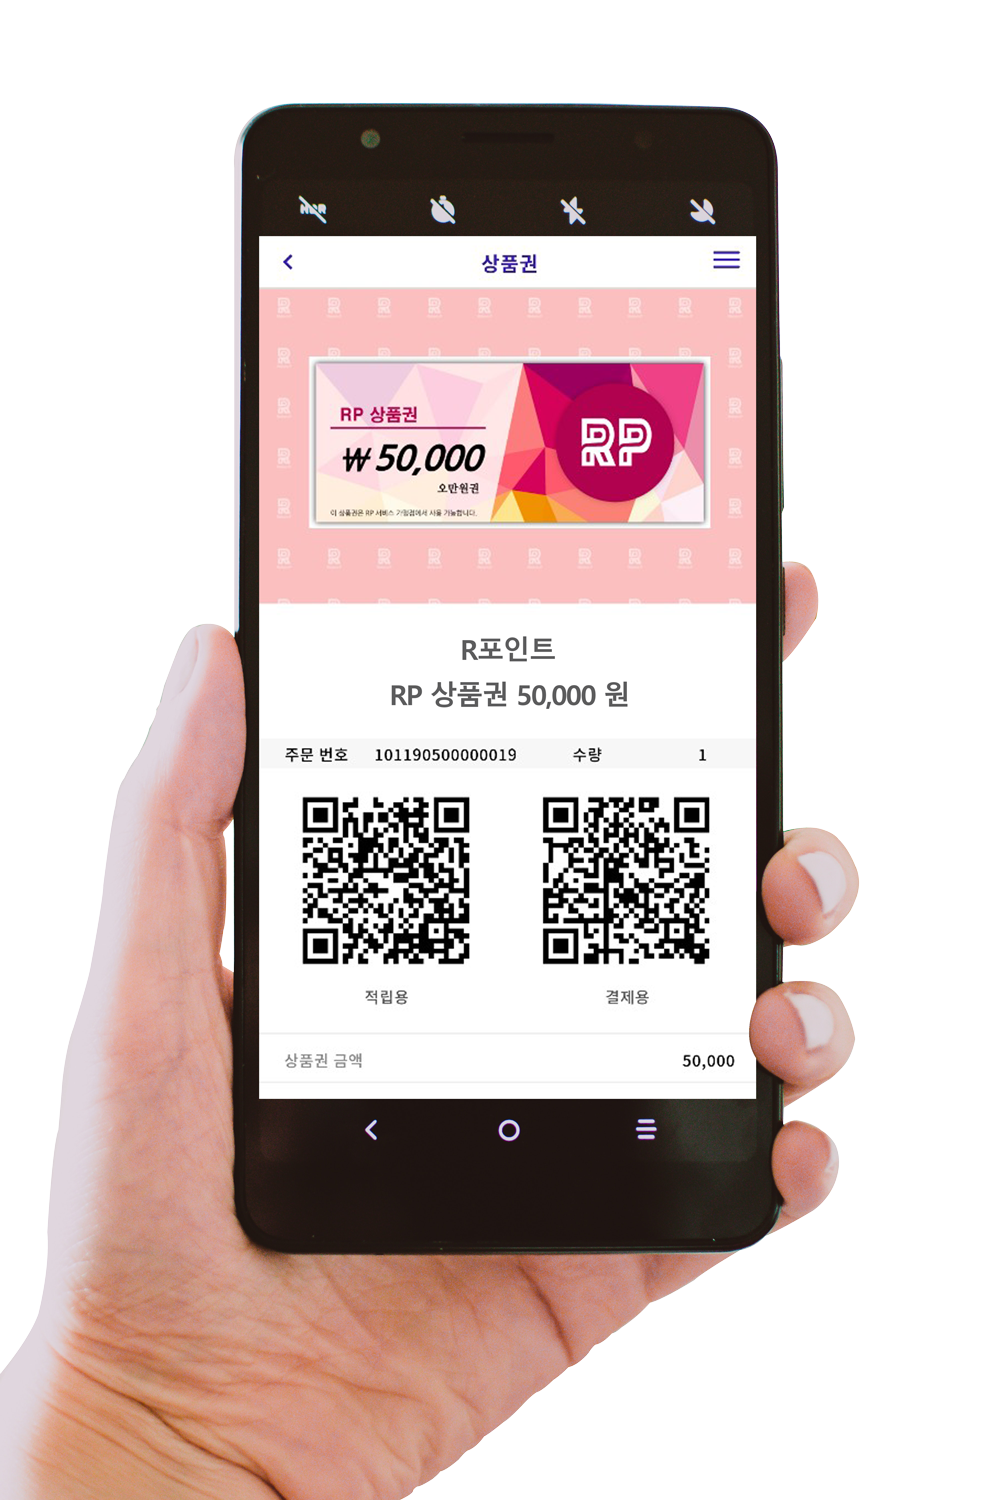 HDR
상품권
RP 상품권
₩ 50,000
오만원권
이 상품권은 RP 서비스 가맹점에서 사용 가능합니다.
RP
R포인트
RP 상품권 50,000 원
주문 번호 101190500000019 수량 1
적립용 결제용
상품권 금액 50,000